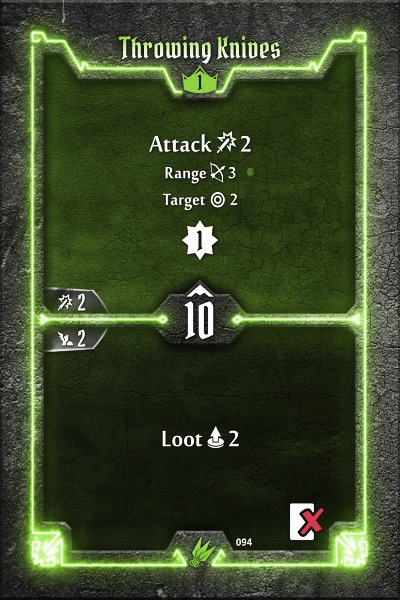 Throwing Knives
1
Attack 2
Range 3
Target 2
1
2
10
2
Loot 2
094